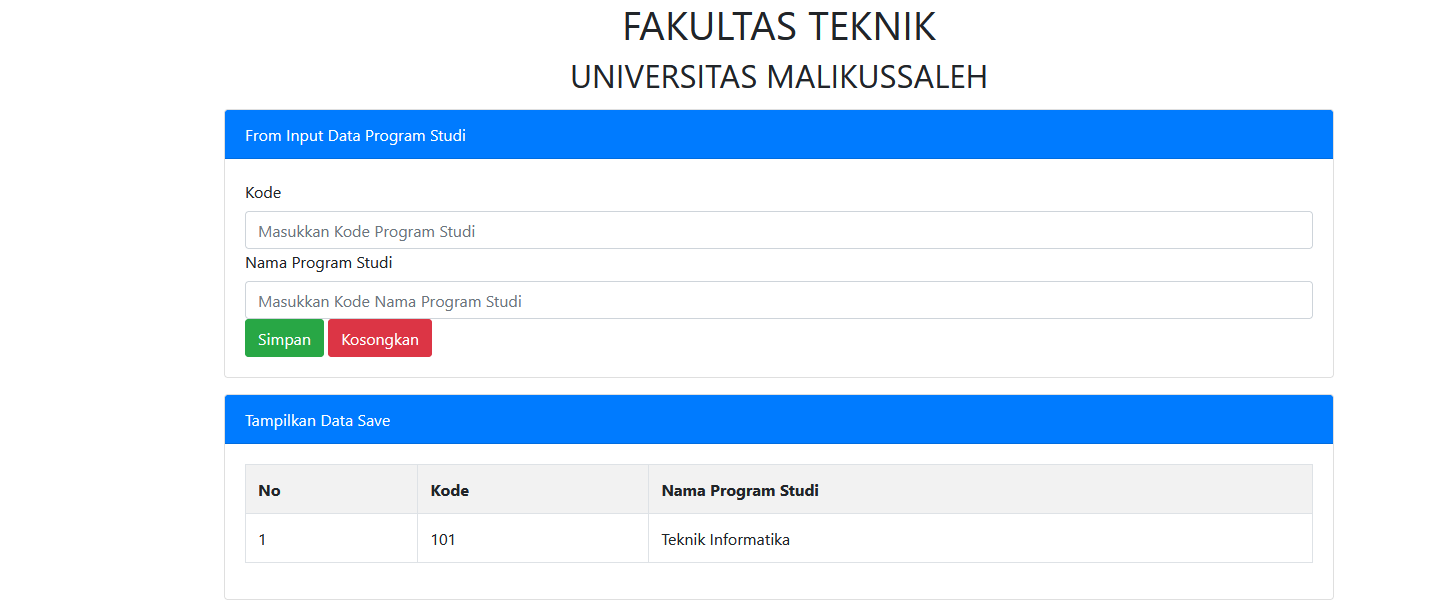 FAKULTAS TEKNIK
UNIVERSITAS MALIKUSSALEH
From Input Data Program Studi
Kode
Masukkan Kode Program Studi
Nama Program Studi
Masukkan Kode Nama Program Studi
Simpan Kosongkan
Tampilkan Data Save
No Kode Nama Program Studi
1 101 Teknik Informatika